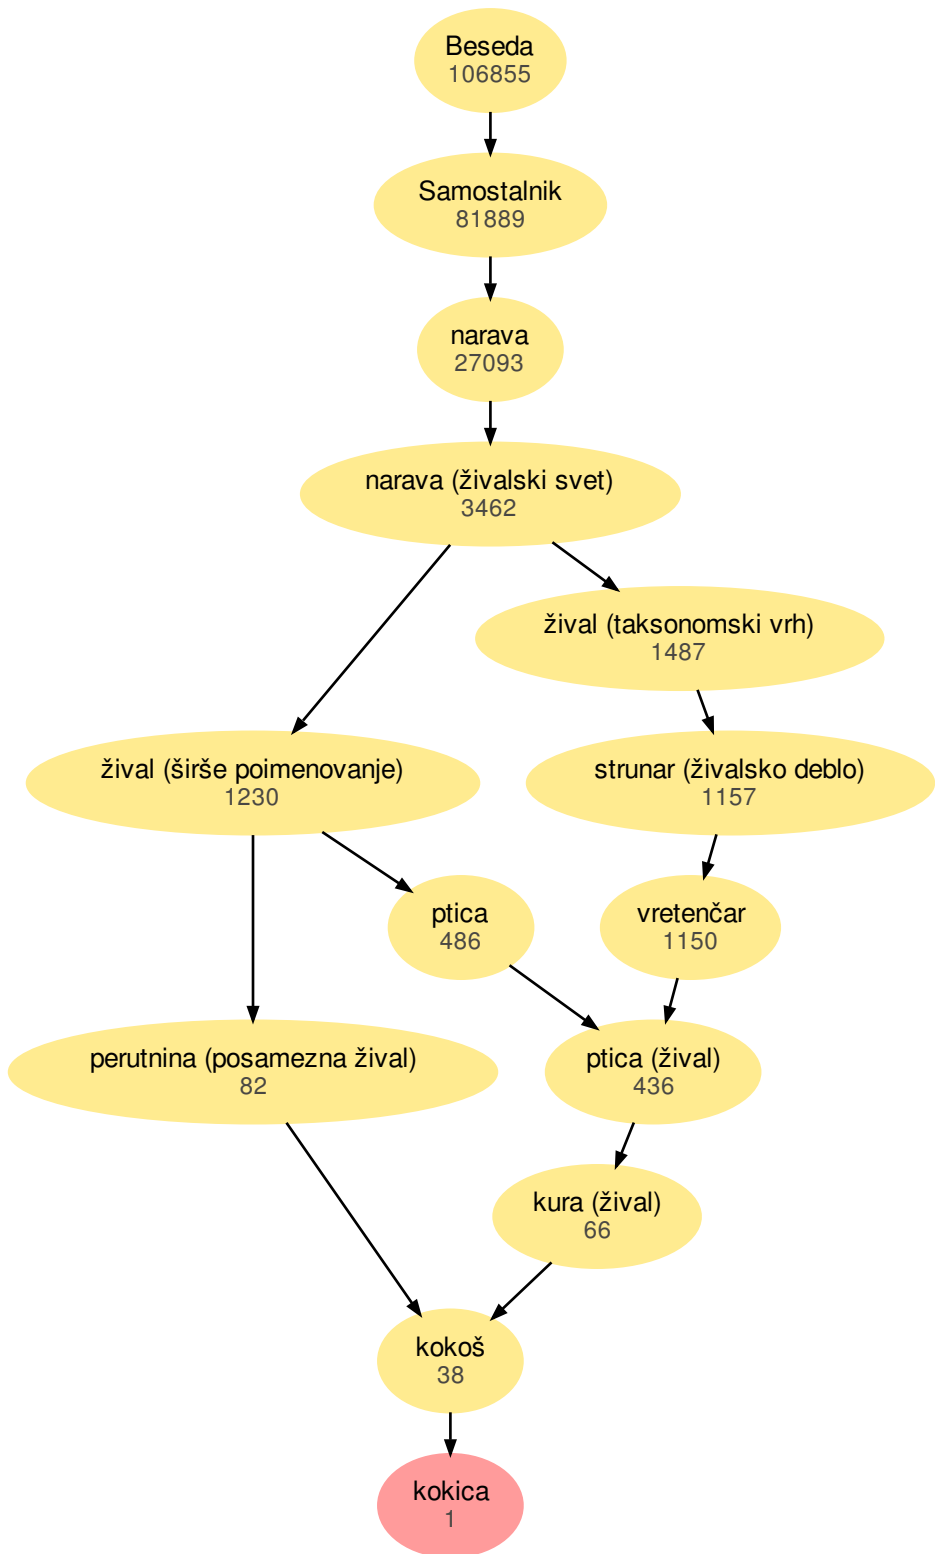 Beseda
106855
Samostalnik
81889
narava
27093
narava (živalski svet)
3462
žival (taksonomski vrh)
1487
žival (širše poimenovanje)
1230
strunar (živalsko deblo)
1157
ptica
486
vretenčar
1150
perutnina (posamezna žival)
82
ptica (žival)
436
kura (žival)
66
kokoš
38
kokica
1